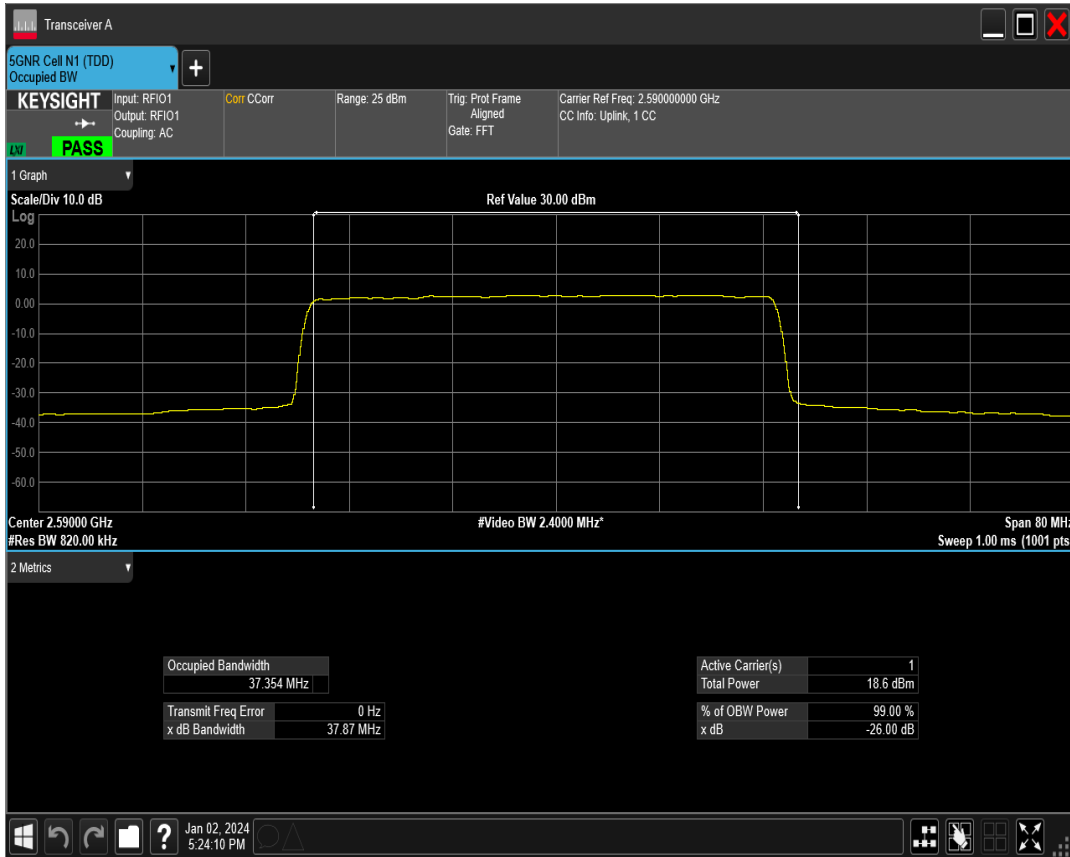 Transceiver A
5GNR Cell N1 (TDD)
Occupied BW
+
KEYSIGHT
LXI
PASS
Input: RFIO1
Output: RFIO1
Coupling: AC
Corr CCorr
Range: 25 dBm
Trig: Prot Frame
Aligned
Gate: FFT
Carrier Ref Freq: 2.590000000 GHz
CC Info: Uplink, 1 CC
1 Graph
Scale/Div 10.0 dB
Ref Value 30.00 dBm
Log
20.0
10.0
0.00
-10.0
-20.0
-30.0
-40.0
-50.0
-60.0
Center 2.59000 GHz
#Video BW 2.4000 MHz*
Span 80 MHz
#Res BW 820.00 kHz
Sweep 1.00 ms (1001 pts
2 Metrics
Occupied Bandwidth
37.354 MHz
Transmit Freq Error 0 Hz
x dB Bandwidth 37.87 MHz
Active Carrier(s) 1
Total Power 18.6 dBm
% of OBW Power 99.00 %
x dB -26.00 dB
?
Jan 02, 2024
5:24:10 PM